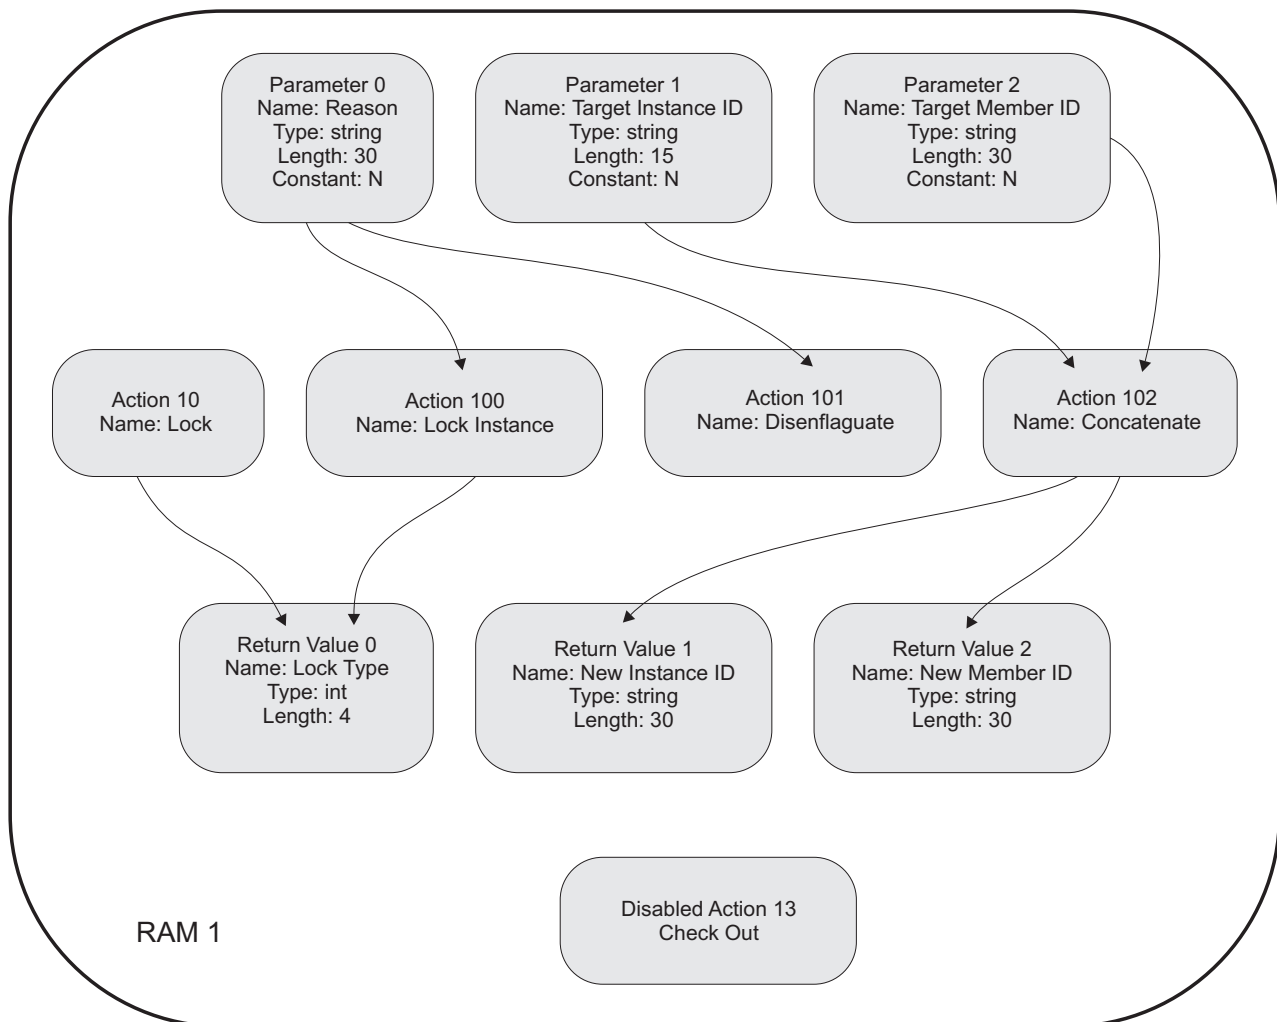 Parameter 0
Name: Reason
Type: string
Length: 30
Constant: N
Parameter 1
Name: Target Instance ID
Type: string
Length: 15
Constant: N
Parameter 2
Name: Target Member ID
Type: string
Length: 30
Constant: N
Action 10
Name: Lock
Action 100
Name: Lock Instance
Action 101
Name: Disenflaguate
Action 102
Name: Concatenate
Return Value 0
Name: Lock Type
Type: int
Length: 4
Return Value 1
Name: New Instance ID
Type: string
Length: 30
Return Value 2
Name: New Member ID
Type: string
Length: 30
Disabled Action 13
Check Out
RAM 1